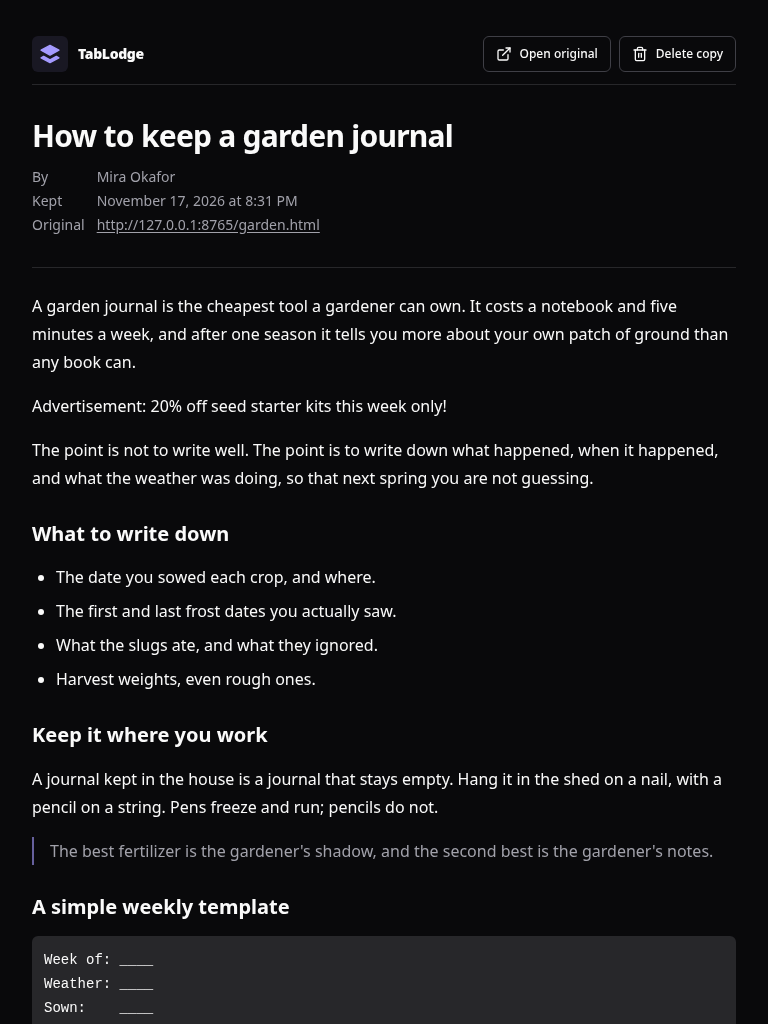 TabLodge
Open original
Delete copy
How to keep a garden journal
By Mira Okafor
Kept November 17, 2026 at 8:31 PM
Original http://127.0.0.1:8765/garden.html
A garden journal is the cheapest tool a gardener can own. It costs a notebook and five
minutes a week, and after one season it tells you more about your own patch of ground than
any book can.
Advertisement: 20% off seed starter kits this week only!
The point is not to write well. The point is to write down what happened, when it happened,
and what the weather was doing, so that next spring you are not guessing.
What to write down
• The date you sowed each crop, and where.
• The first and last frost dates you actually saw.
• What the slugs ate, and what they ignored.
• Harvest weights, even rough ones.
Keep it where you work
A journal kept in the house is a journal that stays empty. Hang it in the shed on a nail, with a
pencil on a string. Pens freeze and run; pencils do not.
The best fertilizer is the gardener's shadow, and the second best is the gardener's notes.
A simple weekly template
Week of: ____
Weather: ____
Sown:    ____